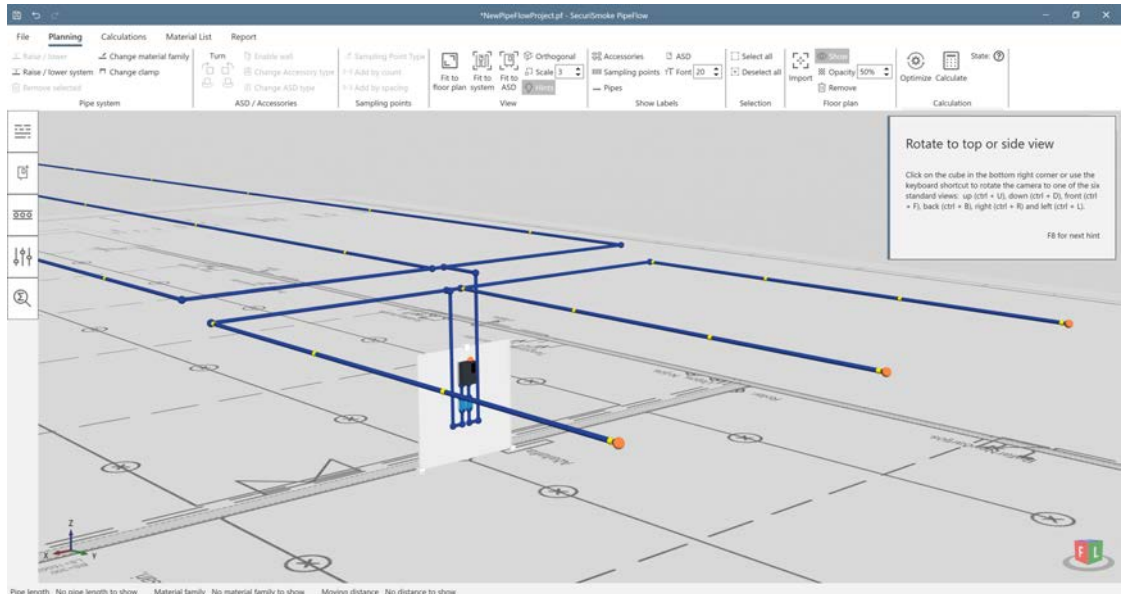 *NewPipeFlowProject.pf - SecuriSmoke PipeFlow
File Planning Calculations Material List Report
Raise / lower
Change material family
Raise / lower system
Change clamp
Remove selected
Pipe system
Turn
Enable wall
Change Accessory type
Change ASD type
ASD / Accessories
Sampling Point Type
Add by count
Add by spacing
Sampling points
Fit to floor plan
Fit to system
Fit to ASD
Orthogonal
Scale 3
Hints
View
Accessories
ASD
Sampling points
Font 20
Pipes
Show Labels
Select all
Deselect all
Selection
Import
Show
Opacity 50%
Remove
Floor plan
Optimize
Calculate
State:
Calculation
Rotate to top or side view
Click on the cube in the bottom right corner or use the
keyboard shortcut to rotate the camera to one of the six
standard views: up (ctrl + U), down (ctrl + D), front (ctrl
+ F), back (ctrl + B), right (ctrl + R) and left (ctrl + L).
F8 for next hint
Z
X
Y
F L
Pipe length No pipe length to show Material family No material family to show Moving distance No distance to show